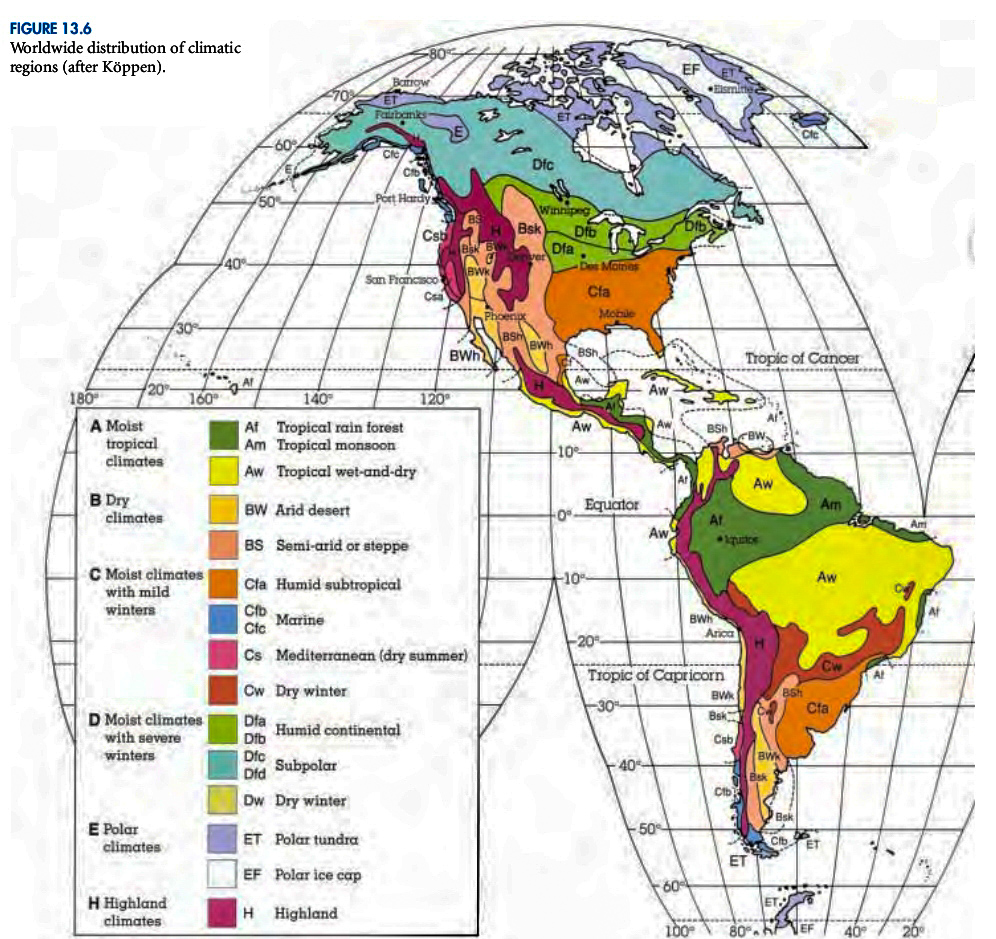 FIGURE 13.6
Worldwide distribution of climatic
regions (after Köppen).
80°
EF
ET
Eismitte
Barrow
70°
ET
Fairbanks
ET
E
Cfc
60°
H
Cfc
E
Cfb
Dfc
50°
Port Hardy
Winnipeg
BS
H
Bsk
Dfb
Dfb
Csb
H
Bsk
BWk
Dfa
Denver
Des Moines
40°
BWk
San Francisco
Cfa
Csa
Mobile
30°
Phoenix
BSh
BWh
BSh
BWh
Cf
Tropic of Cancer
180°
160°
Af
140°
120°
20°
H
Aw
Aw
Af
Aw
Aw
Af
BSh
BW
10°
Af
Aw
Equator
0°
Af
Am
Am
Aw
Iquitos
Aw
10°
Cw
Af
BWh
Arica
H
20°
Cw
Af
Tropic of Capricorn
BWk
BSh
30°
Bsk
Cw
Cfa
Csb
BWk
40°
Bsk
Cfb
Bsk
50°
Cfb
ET
ET
60°
ET
EF
100°
80°
40°
20°
A Moist
tropical
climates
Af Tropical rain forest
Am Tropical monsoon
Aw Tropical wet-and-dry
B Dry
climates
BW Arid desert
BS Semi-arid or steppe
C Moist climates
with mild
winters
Cfa Humid subtropical
Cfb
Cfc
Marine
Cs Mediterranean (dry summer)
Cw Dry winter
D Moist climates
with severe
winters
Dfa
Dfb
Humid continental
Dfc
Dfd
Subpolar
Dw Dry winter
E Polar
climates
ET Polar tundra
EF Polar ice cap
H Highland
climates
H Highland